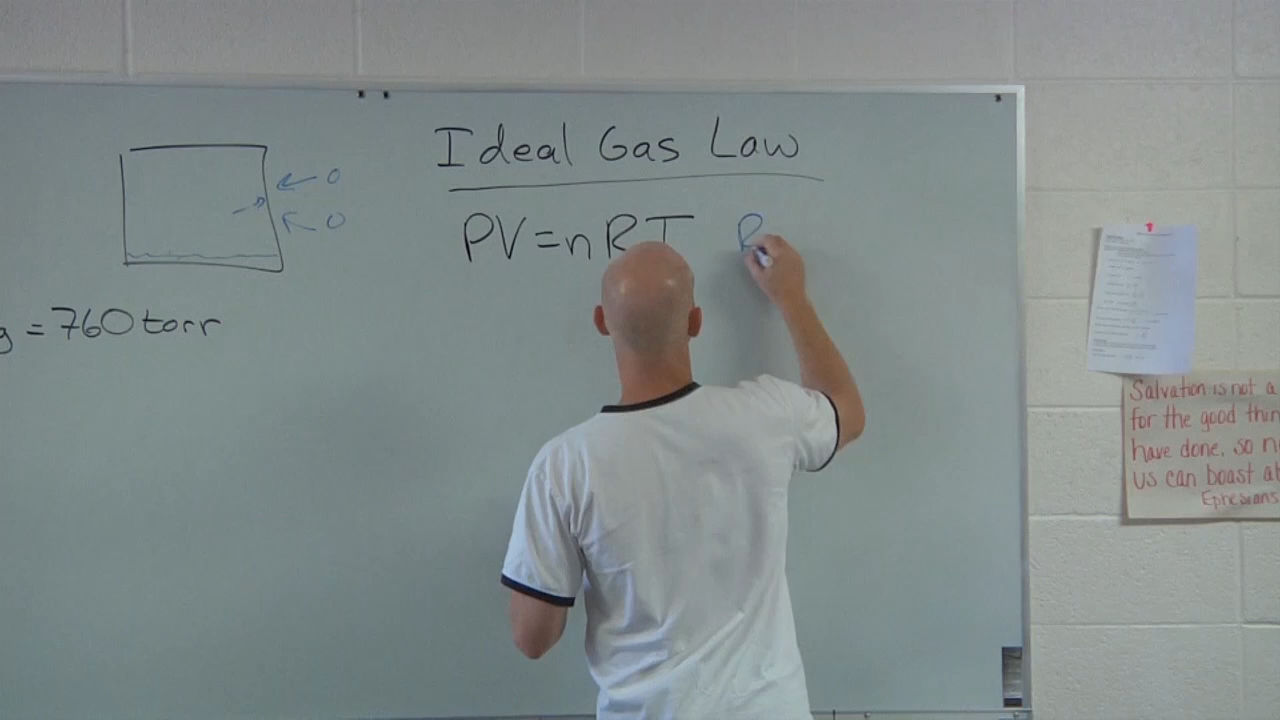 Ideal Gas Law
PV=nRT R
= 760 torr
Salvation is not a
for the good thin
have done, so n
us can boast ab
Ephesians